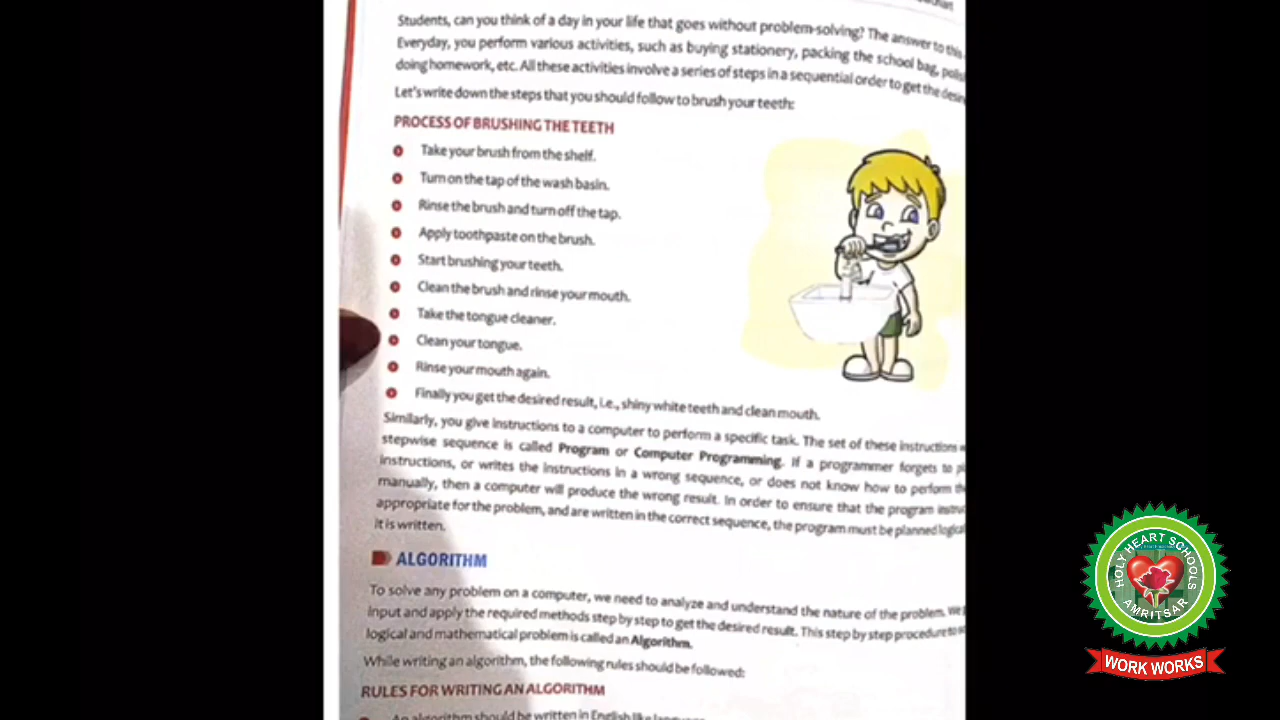 Students, can you think of a day in your life that goes without problem-solving? The answer to this
Everyday, you perform various activities, such as buying stationery, packing the school bag,
doing homework, etc. All these activities involve a series of steps in a sequential order to get the
Let's write down the steps that you should follow to brush your teeth:
PROCESS OF BRUSHING THE TEETH
Take your brush from the shelf.
Turn on the tap of the wash basin.
Rinse the brush and turn off the tap.
Apply toothpaste on the brush.
Start brushing your teeth.
Clean the brush and rinse your mouth.
Take the tongue cleaner.
Clean your tongue.
Rinse your mouth again.
Finally you get the desired result, i.e., shiny white teeth and clean mouth.
Similarly, you give instructions to a computer to perform a specific task. The set of these instructions
stepwise sequence is called Program or Computer Programming. If a programmer forgets to
instructions, or writes the instructions in a wrong sequence, or does not know how to perform
manually, then a computer will produce the wrong result. In order to ensure that the program
appropriate for the problem, and are written in the correct sequence, the program must be planned
it is written.
ALGORITHM
To solve any problem on a computer, we need to analyze and understand the nature of the problem.
input and apply the required methods step by step to get the desired result. This step by step procedure to
logical and mathematical problem is called an Algorithm.
While writing an algorithm, the following rules should be followed:
RULES FOR WRITING AN ALGORITHM
An algorithm should be written in English like
HOLY HEART SCHOOLS
AMRITSAR
WORK WORKS